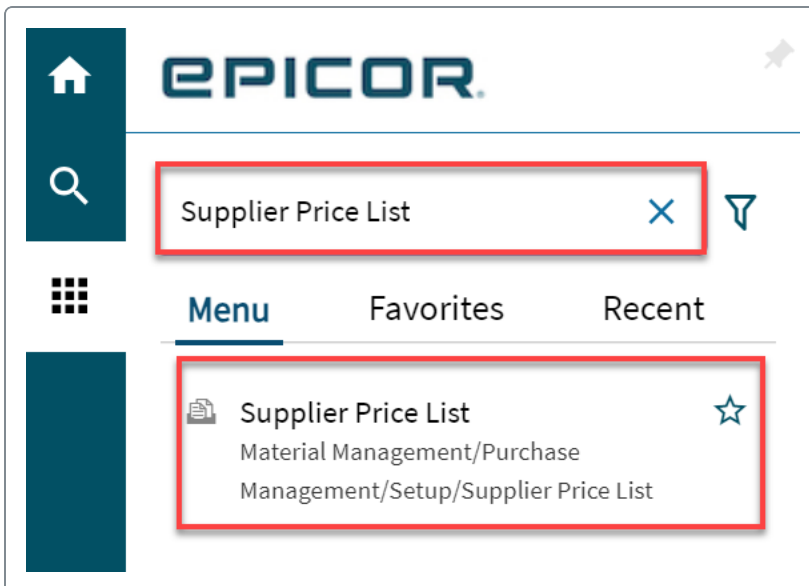 EPICOR.
Supplier Price List
Menu Favorites Recent
Supplier Price List
Material Management/Purchase
Management/Setup/Supplier Price List